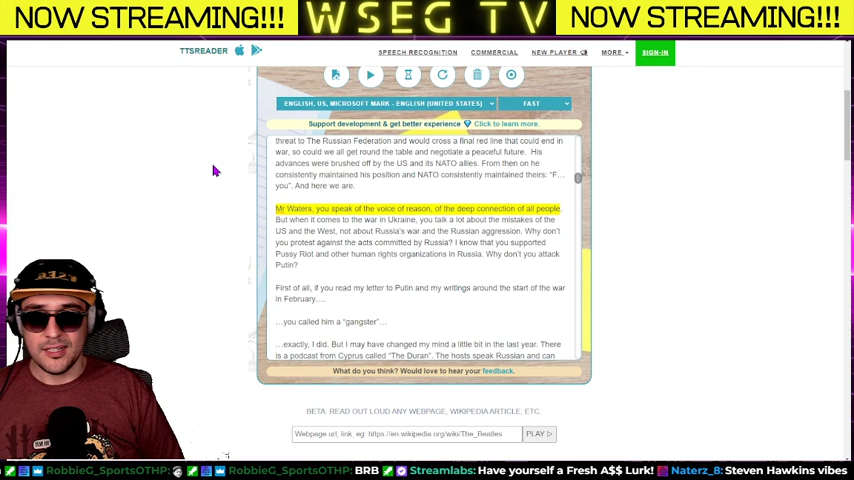 NOW STREAMING!!! WSEG TV NOW STREAMING!!!
TTSREADER SPEECH RECOGNITION COMMERCIAL NEW PLAYER MORE SIGN-IN
ENGLISH, US, MICROSOFT MARK - ENGLISH (UNITED STATES) FAST
Support development & get better experience Click to learn more.
threat to The Russian Federation and would cross a final red line that could end in
war, so could we all get round the table and negotiate a peaceful future. His
advances were brushed off by the US and its NATO allies. From then on he
consistently maintained his position and NATO consistently maintained theirs: “F…
you”. And here we are.
Mr Waters, you speak of the voice of reason, of the deep connection of all people.
But when it comes to the war in Ukraine, you talk a lot about the mistakes of the
US and the West, not about Russia’s war and the Russian aggression. Why don’t
you protest against the acts committed by Russia? I know that you supported
Pussy Riot and other human rights organizations in Russia. Why don’t you attack
Putin?
First of all, if you read my letter to Putin and my writings around the start of the war
in February….
…you called him a “gangster”…
…exactly, I did. But I may have changed my mind a little bit in the last year. There
is a podcast from Cyprus called “The Duran”. The hosts speak Russian and can
What do you think? Would love to hear your feedback.
BETA: READ OUT LOUD ANY WEBPAGE, WIKIPEDIA ARTICLE, ETC.
Webpage url, link, eg: https://en.wikipedia.org/wiki/The_Beatles PLAY
RobbieG_SportsOTHP: RobbieG_SportsOTHP: BRB Streamlabs: Have yourself a Fresh A$$ Lurk! Naterz_8: Steven Hawkins vibes